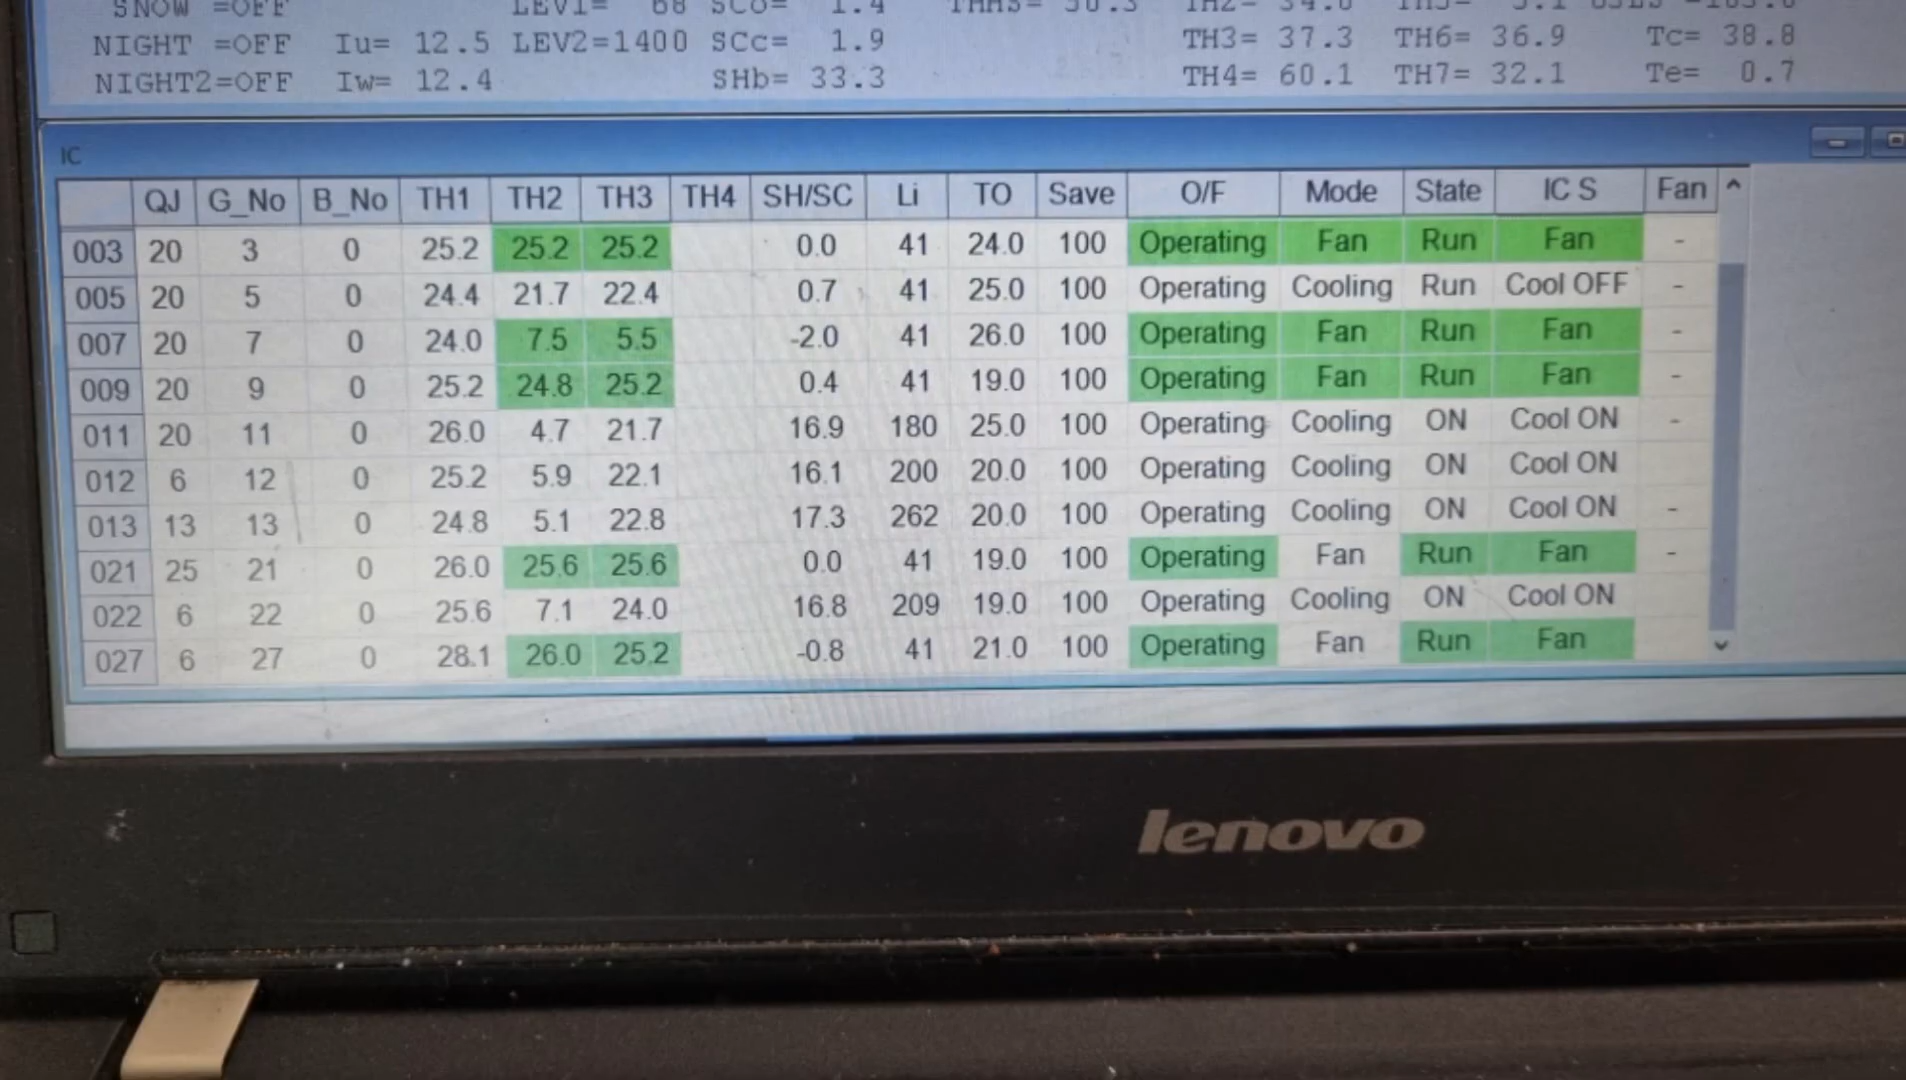 SNOW =OFF LEV1= 68 SCo= 1.4
NIGHT =OFF Iu= 12.5 LEV2=1400 SCc= 1.9 TH3= 37.3 TH6= 36.9 Tc= 38.8
NIGHT2=OFF Iw= 12.4 SHb= 33.3 TH4= 60.1 TH7= 32.1 Te= 0.7
IC
QJ G_No B_No TH1 TH2 TH3 TH4 SH/SC Li TO Save O/F Mode State IC S Fan
003 20 3 0 25.2 25.2 25.2 0.0 41 24.0 100 Operating Fan Run Fan -
005 20 5 0 24.4 21.7 22.4 0.7 41 25.0 100 Operating Cooling Run Cool OFF -
007 20 7 0 24.0 7.5 5.5 -2.0 41 26.0 100 Operating Fan Run Fan -
009 20 9 0 25.2 24.8 25.2 0.4 41 19.0 100 Operating Fan Run Fan -
011 20 11 0 26.0 4.7 21.7 16.9 180 25.0 100 Operating Cooling ON Cool ON -
012 6 12 0 25.2 5.9 22.1 16.1 200 20.0 100 Operating Cooling ON Cool ON
013 13 13 0 24.8 5.1 22.8 17.3 262 20.0 100 Operating Cooling ON Cool ON -
021 25 21 0 26.0 25.6 25.6 0.0 41 19.0 100 Operating Fan Run Fan -
022 6 22 0 25.6 7.1 24.0 16.8 209 19.0 100 Operating Cooling ON Cool ON
027 6 27 0 28.1 26.0 25.2 -0.8 41 21.0 100 Operating Fan Run Fan
lenovo